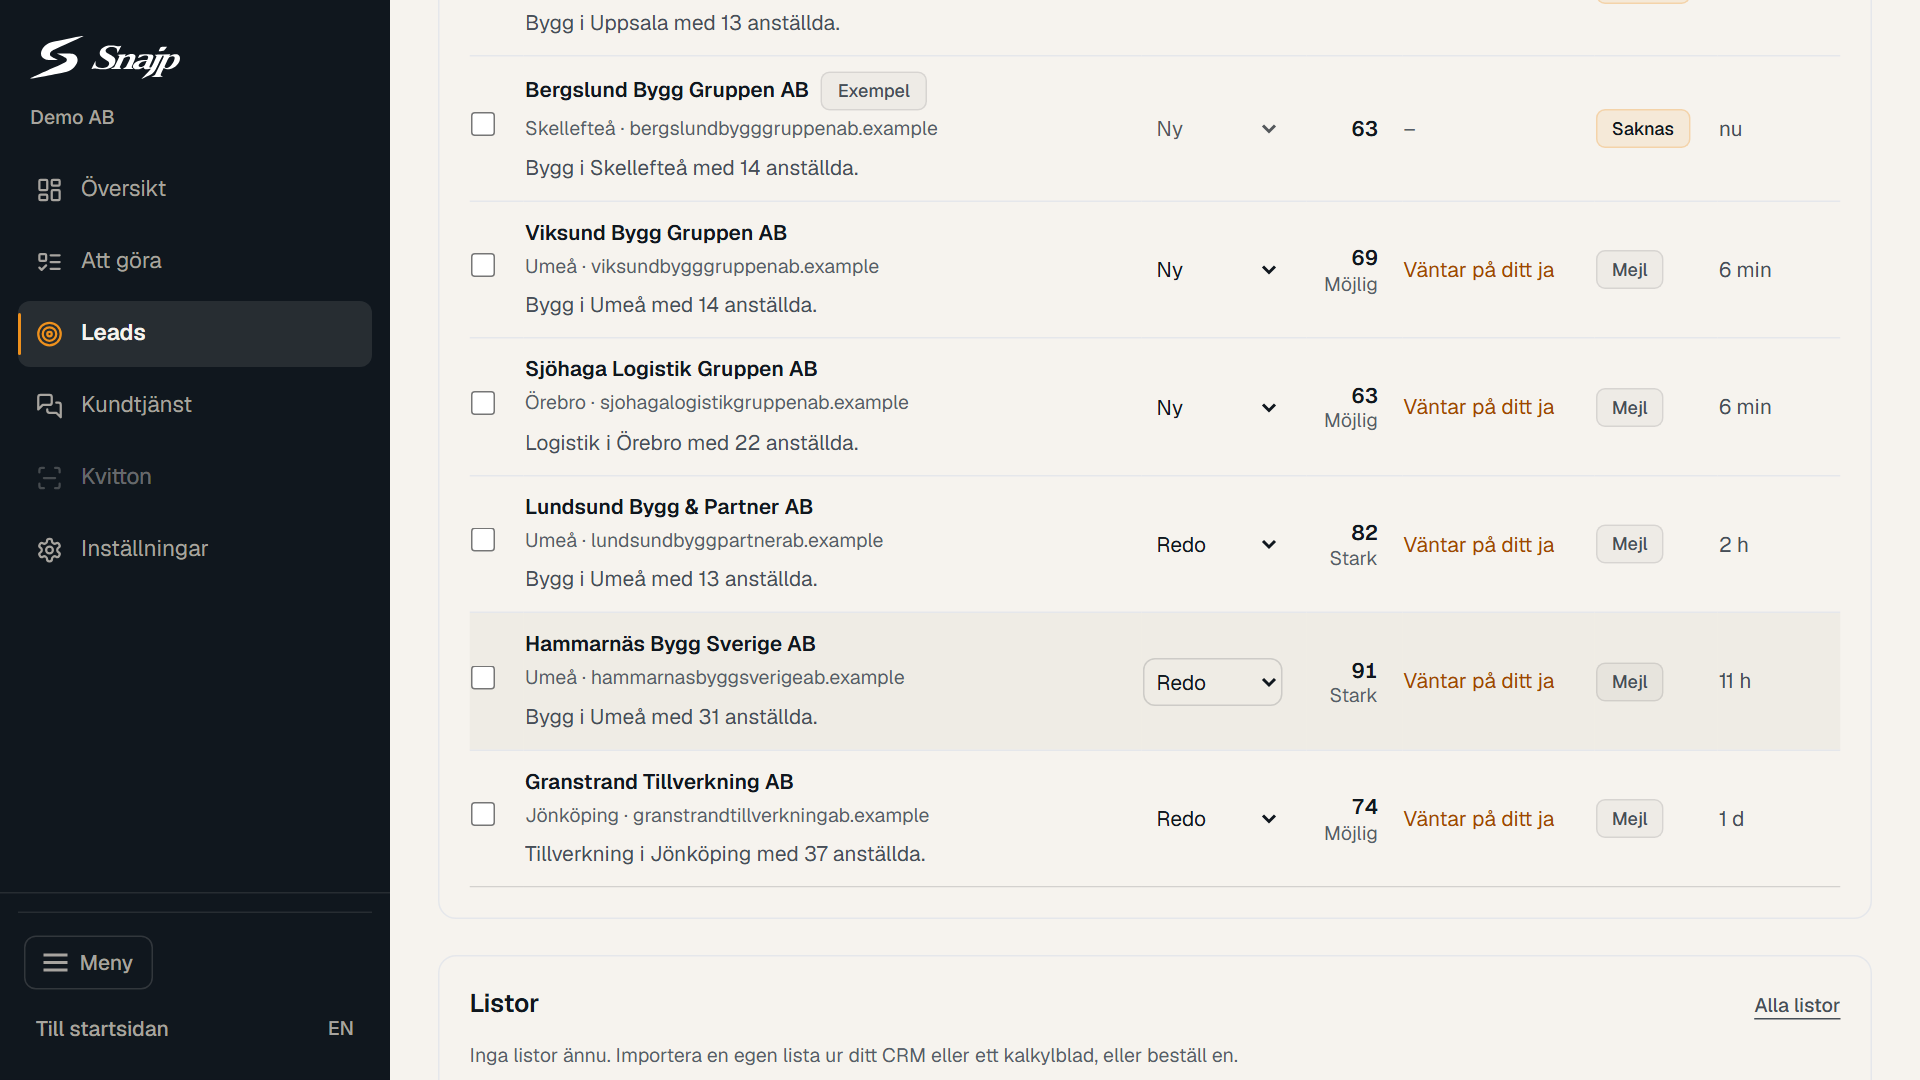 Snajp
Demo AB
Översikt
Att göra
Leads
Kundtjänst
Kvitton
Inställningar
Meny
Till startsidan EN
Bygg i Uppsala med 13 anställda.
Bergslund Bygg Gruppen AB Exempel
Skellefteå · bergslundbygggruppenab.example
Bygg i Skellefteå med 14 anställda.
Ny 63 – Saknas nu
Viksund Bygg Gruppen AB
Umeå · viksundbygggruppenab.example
Bygg i Umeå med 14 anställda.
Ny 69 Väntar på ditt ja Mejl 6 min
Möjlig
Sjöhaga Logistik Gruppen AB
Örebro · sjohagalogistikgruppenab.example
Logistik i Örebro med 22 anställda.
Ny 63 Väntar på ditt ja Mejl 6 min
Möjlig
Lundsund Bygg & Partner AB
Umeå · lundsundbyggpartnerab.example
Bygg i Umeå med 13 anställda.
Redo 82 Väntar på ditt ja Mejl 2 h
Stark
Hammarnäs Bygg Sverige AB
Umeå · hammarnasbyggsverigeab.example
Bygg i Umeå med 31 anställda.
Redo 91 Väntar på ditt ja Mejl 11 h
Stark
Granstrand Tillverkning AB
Jönköping · granstrandtillverkningab.example
Tillverkning i Jönköping med 37 anställda.
Redo 74 Väntar på ditt ja Mejl 1 d
Möjlig
Listor Alla listor
Inga listor ännu. Importera en egen lista ur ditt CRM eller ett kalkylblad, eller beställ en.